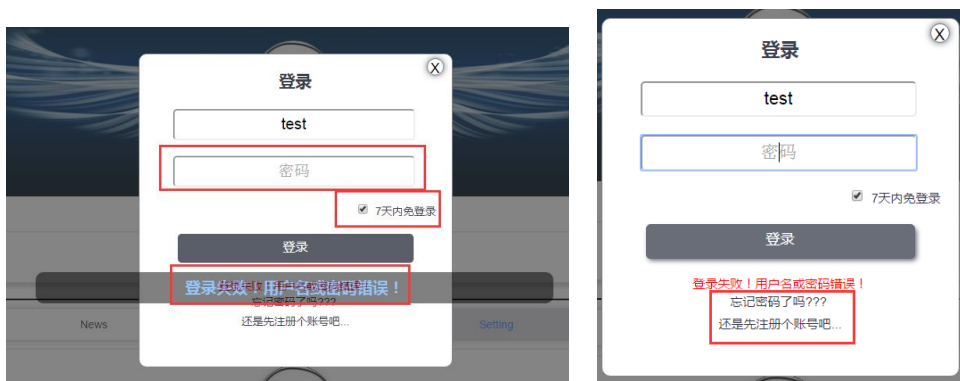 X
登录
test
密码
7天内免登录
登录
登录失败！用户名或密码错误！
忘记密码了吗???
还是先注册个账号吧...
News
Setting
X
登录
test
密码
7天内免登录
登录
登录失败！用户名或密码错误！
忘记密码了吗???
还是先注册个账号吧...